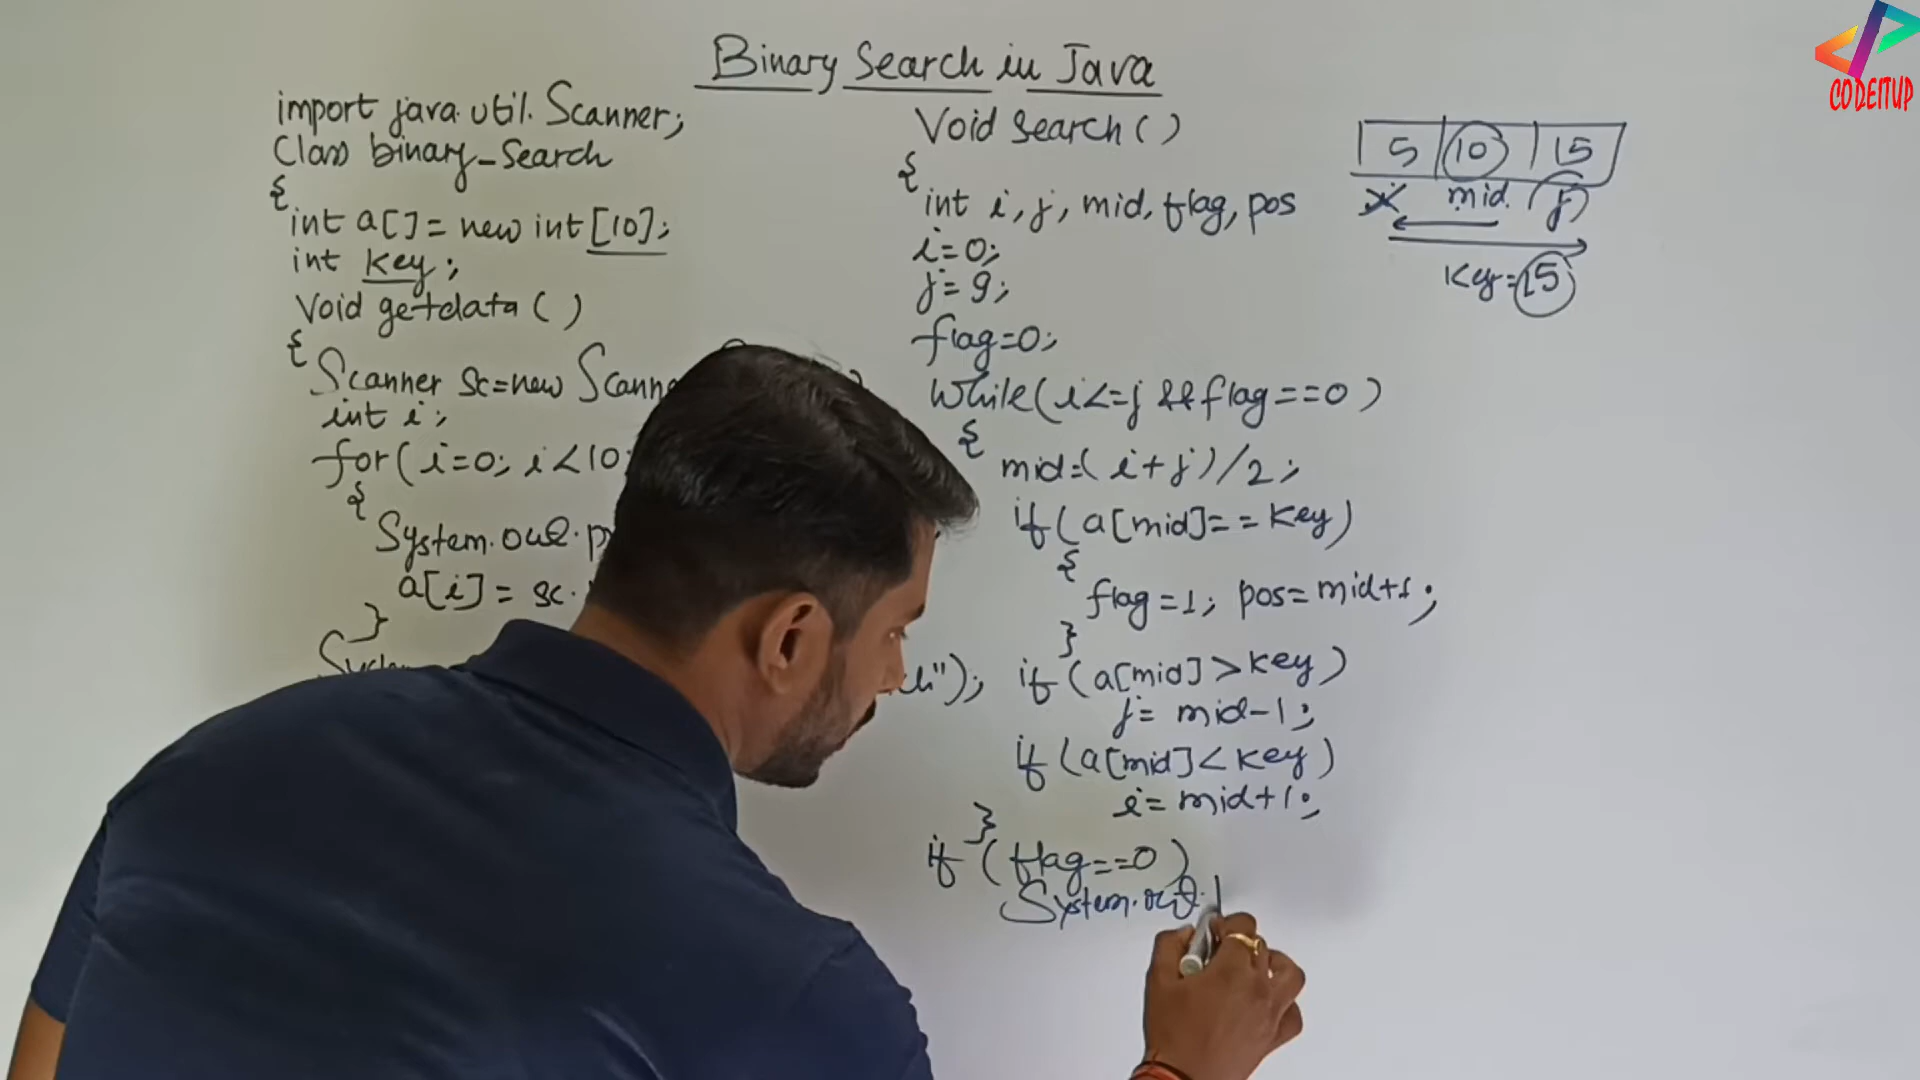 Binary Search in Java
import java.util.Scanner;
Class binary_Search
{
int a[]=new int[10];
int key;
Void getdata()
{
Scanner sc=new
int i;
for(i=0; i<10;
{
System.out.
a[i]= sc.
}
");
Void search()
{
int i, j, mid, flag, pos
i=0;
j=9;
flag=0;
While(i<=j &&flag==0)
{
mid=(i+j)/2;
if(a[mid]==key)
{
flag=1; pos=mid+1;
}
if(a[mid]>key)
j=mid-1;
if(a[mid]<key)
i=mid+1;
}
if(flag==0)
System.out.
5 10 15
mid j
key=15
CODEITUP